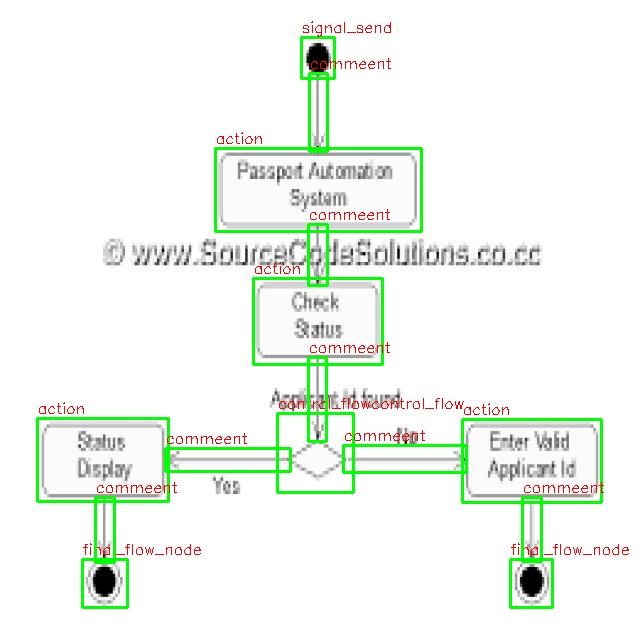 signal_send
commeent
action
Passport Automation
System
commeent
© www.SourceCodeSolutions.co.cc
action
Check
Status
commeent
Applicant Id found
control_flowcontrol_flow
action
commeent
No
action
Status
Display
commeent
Enter Valid
Applicant Id
Yes
commeent
commeent
final_flow_node
final_flow_node